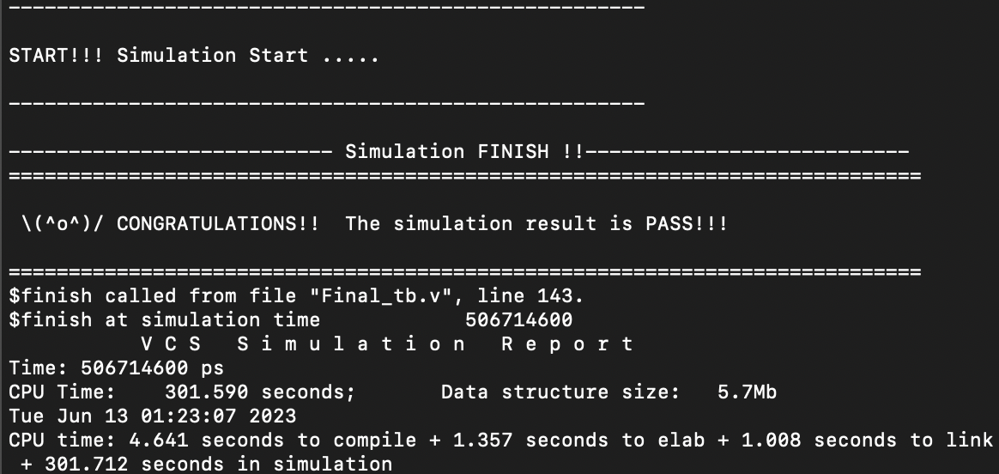 -----------------------------------------------------
START!!! Simulation Start .....
-----------------------------------------------------
--------------------------- Simulation FINISH !!---------------------------
============================================================================
\(^o^)/ CONGRATULATIONS!!  The simulation result is PASS!!!
============================================================================
$finish called from file "Final_tb.v", line 143.
$finish at simulation time            506714600
           V C S   S i m u l a t i o n   R e p o r t
Time: 506714600 ps
CPU Time:    301.590 seconds;       Data structure size:   5.7Mb
Tue Jun 13 01:23:07 2023
CPU time: 4.641 seconds to compile + 1.357 seconds to elab + 1.008 seconds to link
 + 301.712 seconds in simulation